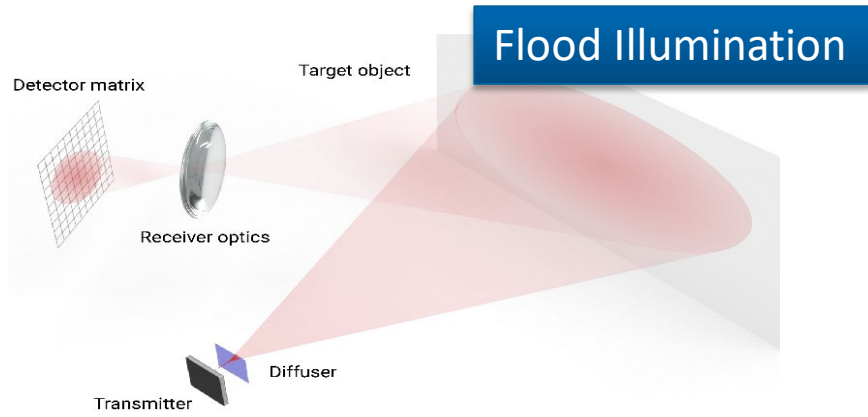 Flood Illumination
Target object
Detector matrix
Receiver optics
Diffuser
Transmitter